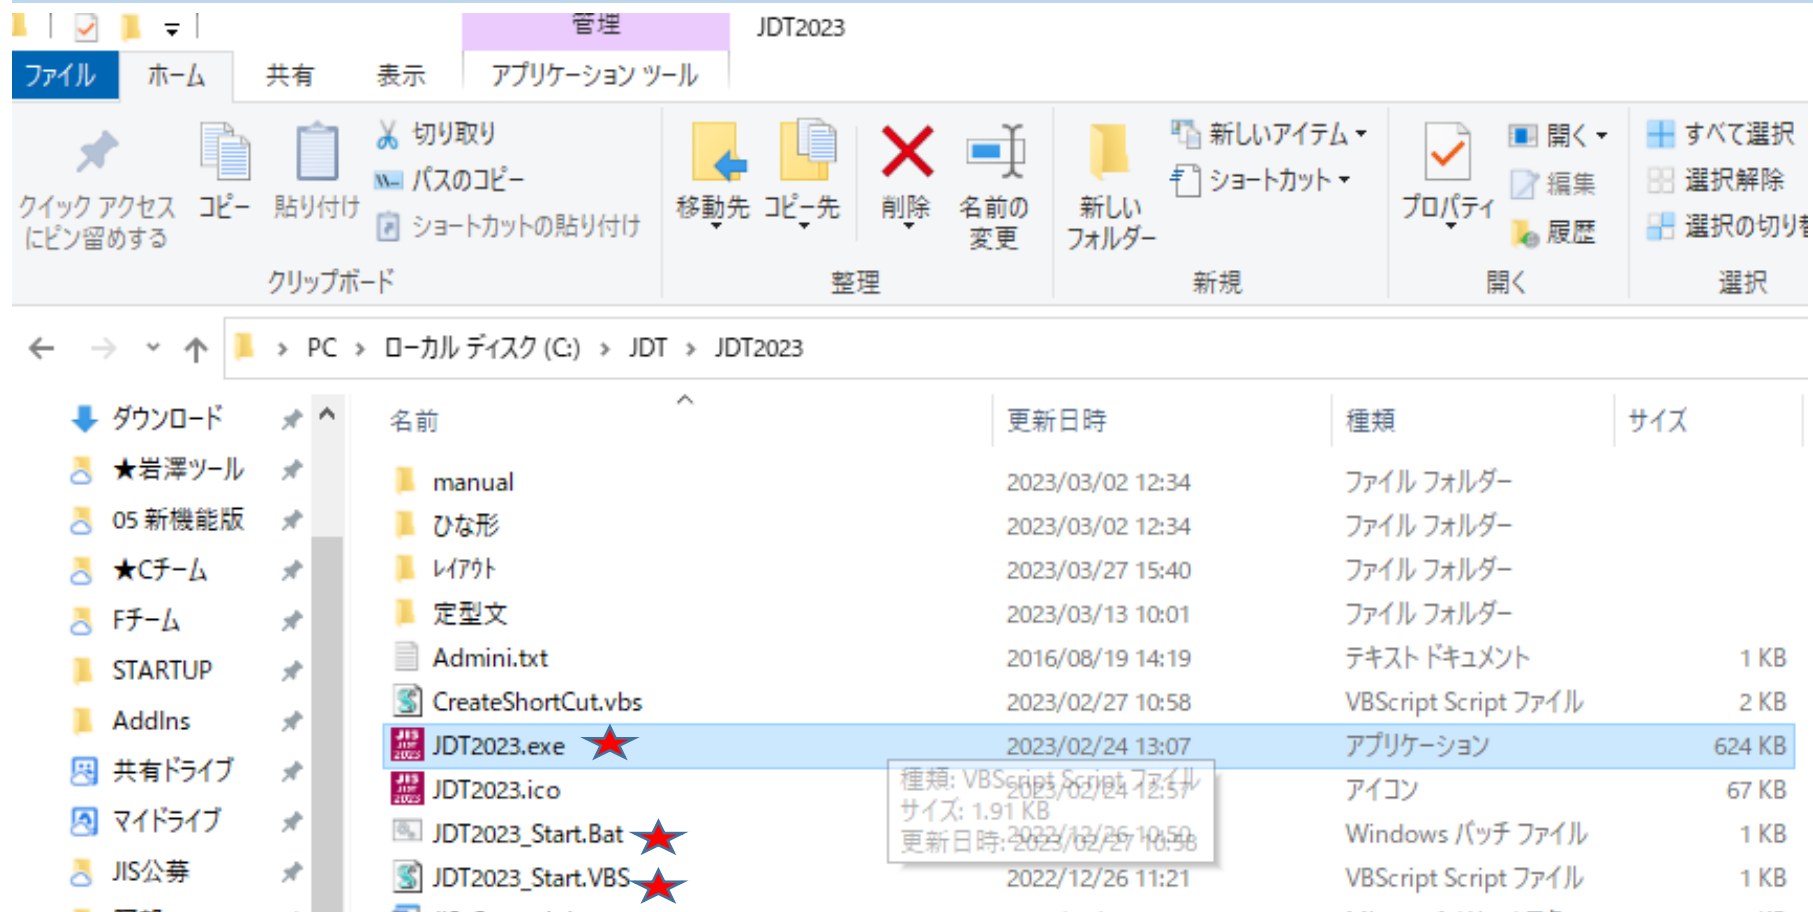 管理 JDT2023
ファイル ホーム 共有 表示 アプリケーション ツール
クイック アクセス
にピン留めする
コピー
貼り付け
切り取り
パスのコピー
ショートカットの貼り付け
クリップボード
移動先 コピー先
削除 名前の
変更
整理
新しい
フォルダー
新しいアイテム
ショートカット
新規
プロパティ
開く
編集
履歴
開く
すべて選択
選択解除
選択の切り替
選択
PC ローカル ディスク (C:) JDT JDT2023
ダウンロード
★岩澤ツール
05 新機能版
★Cチーム
Fチーム
STARTUP
AddIns
共有ドライブ
マイドライブ
JIS公募
名前 更新日時 種類 サイズ
manual 2023/03/02 12:34 ファイル フォルダー
ひな形 2023/03/02 12:34 ファイル フォルダー
レイアウト 2023/03/27 15:40 ファイル フォルダー
定型文 2023/03/13 10:01 ファイル フォルダー
Admini.txt 2016/08/19 14:19 テキスト ドキュメント 1 KB
CreateShortCut.vbs 2023/02/27 10:58 VBScript Script ファイル 2 KB
JDT2023.exe 2023/02/24 13:07 アプリケーション 624 KB
JDT2023.ico 2023/02/24 12:57 アイコン 67 KB
JDT2023_Start.Bat 2022/12/26 10:50 Windows バッチ ファイル 1 KB
JDT2023_Start.VBS 2022/12/26 11:21 VBScript Script ファイル 1 KB
種類: VBScript Script ファイル
サイズ: 1.91 KB
更新日時: 2023/02/27 10:58